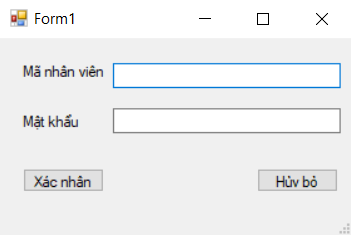 Form1
Mã nhân viên
Mật khẩu
Xác nhận
Hủy bỏ